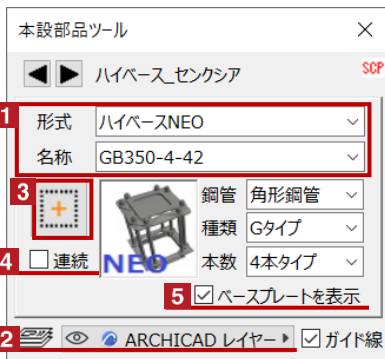 本設部品ツール
ハイベース_センクシア
SCP
1
形式 ハイベースNEO
名称 GB350-4-42
3
鋼管 角形鋼管
種類 Gタイプ
4 連続 NEO 本数 4本タイプ
5 ベースプレートを表示
2 ARCHICAD レイヤー ガイド線